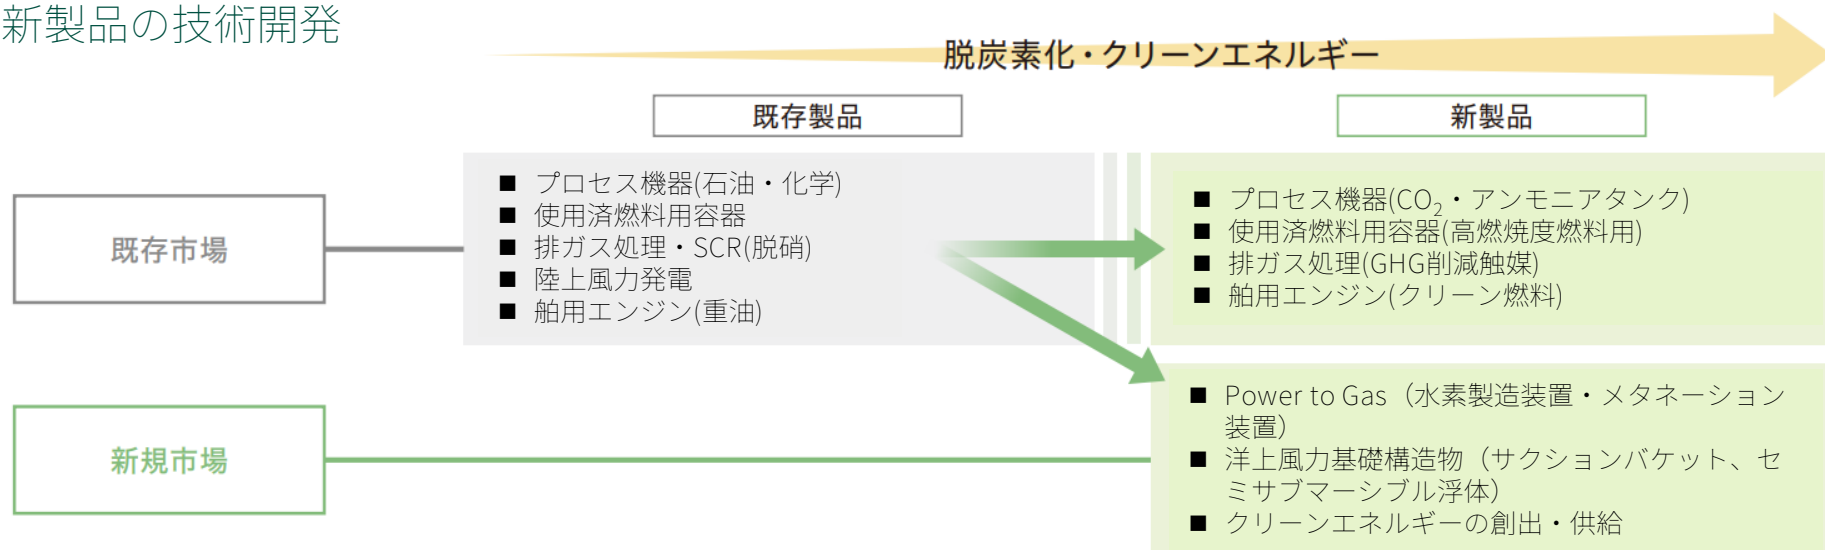 新製品の技術開発
脱炭素化・クリーンエネルギー
既存製品
新製品
既存市場
■ プロセス機器(石油・化学)
■ 使用済燃料用容器
■ 排ガス処理・SCR(脱硝)
■ 陸上風力発電
■ 舶用エンジン(重油)
■ プロセス機器(CO₂・アンモニアタンク)
■ 使用済燃料用容器(高燃焼度燃料用)
■ 排ガス処理(GHG削減触媒)
■ 舶用エンジン(クリーン燃料)
新規市場
■ Power to Gas（水素製造装置・メタネーション
装置）
■ 洋上風力基礎構造物（サクションバケット、セ
ミサブマーシブル浮体）
■ クリーンエネルギーの創出・供給